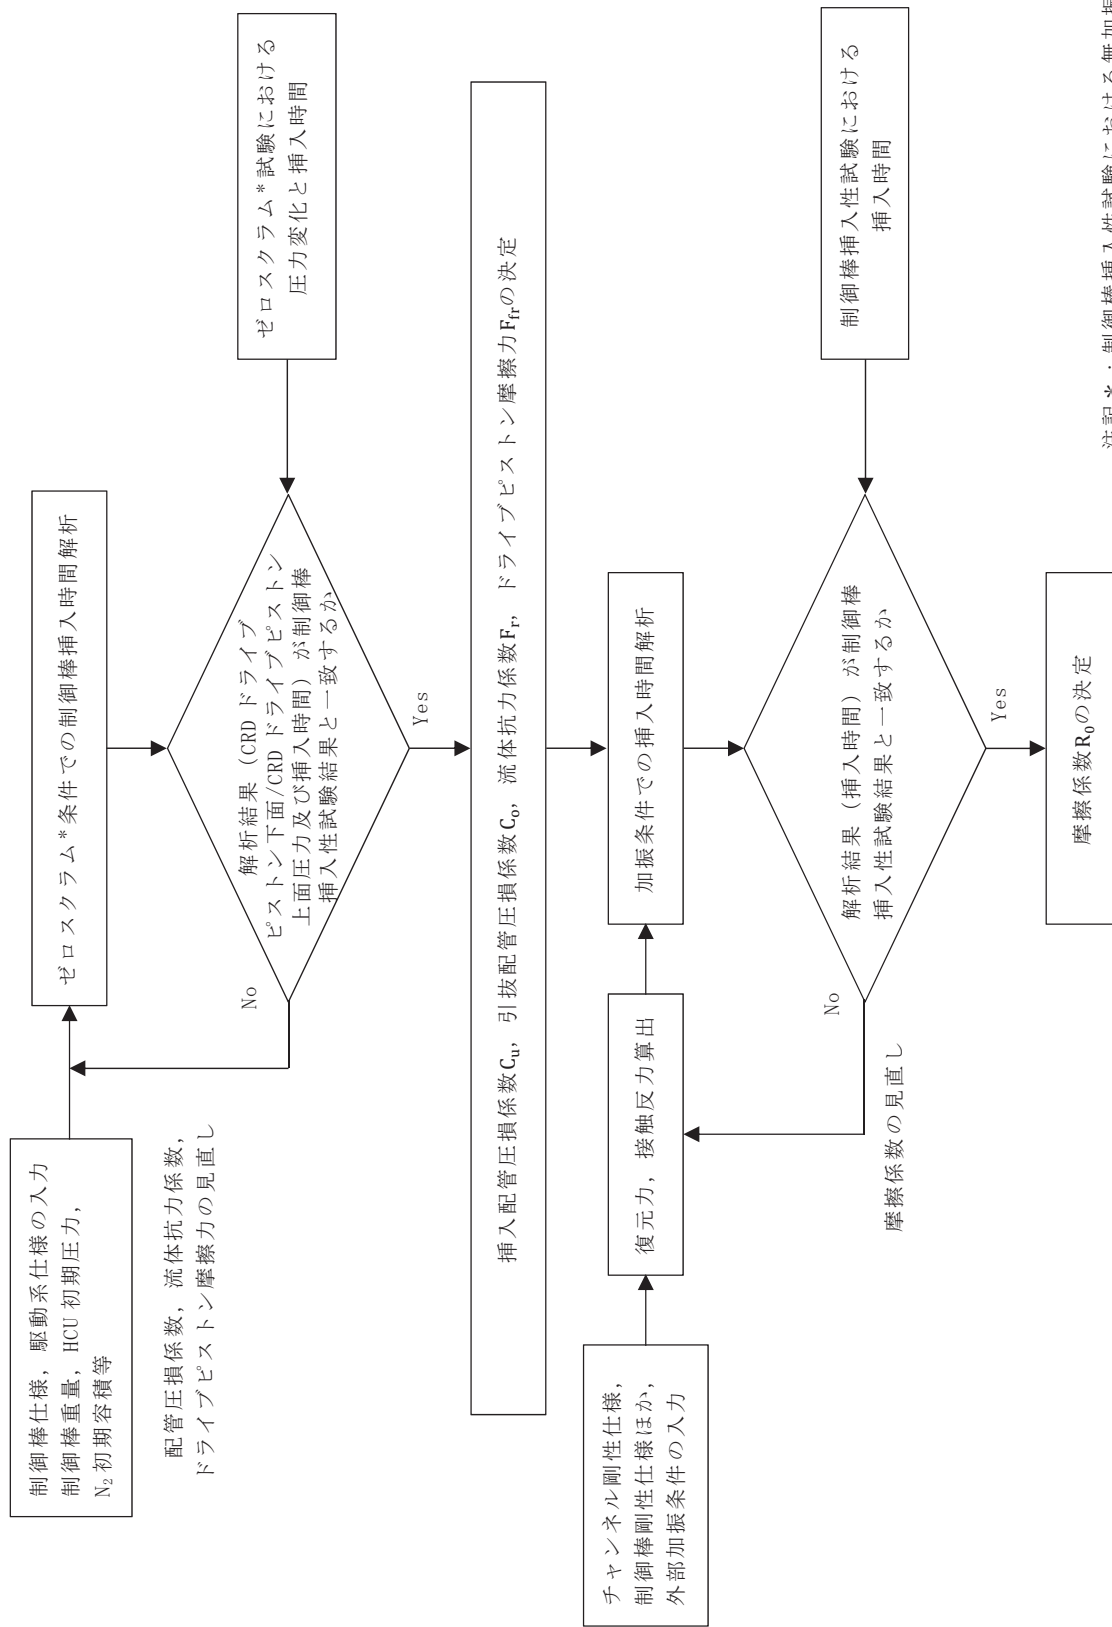 制御棒仕様，駆動系仕様の入力
制御棒重量，HCU初期圧力，
N₂初期容積等
ゼロスクラム*条件での制御棒挿入時間解析
配管圧損係数，流体抗力係数，
ドライブピストン摩擦力の見直し
No
解析結果（CRDドライブ
ピストン下面/CRDドライブピストン
上面圧力及び挿入時間）が制御棒
挿入性試験結果と一致するか
ゼロスクラム*試験における
圧力変化と挿入時間
Yes
挿入配管圧損係数Cᵤ，引抜配管圧損係数Cₒ，流体抗力係数Fᵣ，ドライブピストン摩擦力Ffrの決定
チャンネル剛性仕様，
制御棒剛性仕様ほか，
外部加振条件の入力
復元力，接触反力算出
加振条件での挿入時間解析
摩擦係数の見直し
No
解析結果（挿入時間）が制御棒
挿入性試験結果と一致するか
制御棒挿入性試験における
挿入時間
Yes
摩擦係数R₀の決定
注記＊：制御棒挿入性試験における無加振